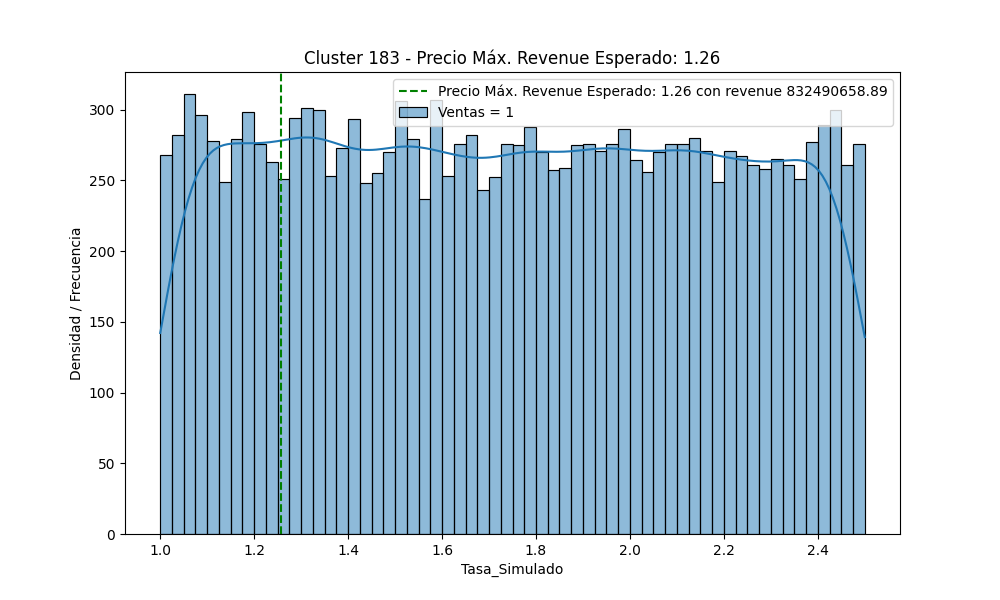 Cluster 183 - Precio Máx. Revenue Esperado: 1.26
Precio Máx. Revenue Esperado: 1.26 con revenue 832490658.89
Ventas = 1
300
250
200
150
100
50
0
Densidad / Frecuencia
1.0 1.2 1.4 1.6 1.8 2.0 2.2 2.4
Tasa_Simulado